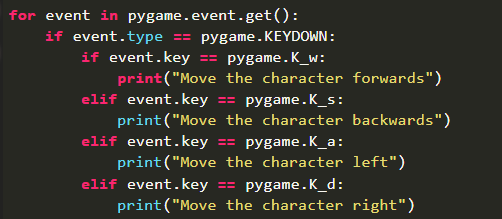 for event in pygame.event.get():
    if event.type == pygame.KEYDOWN:
        if event.key == pygame.K_w:
            print("Move the character forwards")
        elif event.key == pygame.K_s:
            print("Move the character backwards")
        elif event.key == pygame.K_a:
            print("Move the character left")
        elif event.key == pygame.K_d:
            print("Move the character right")